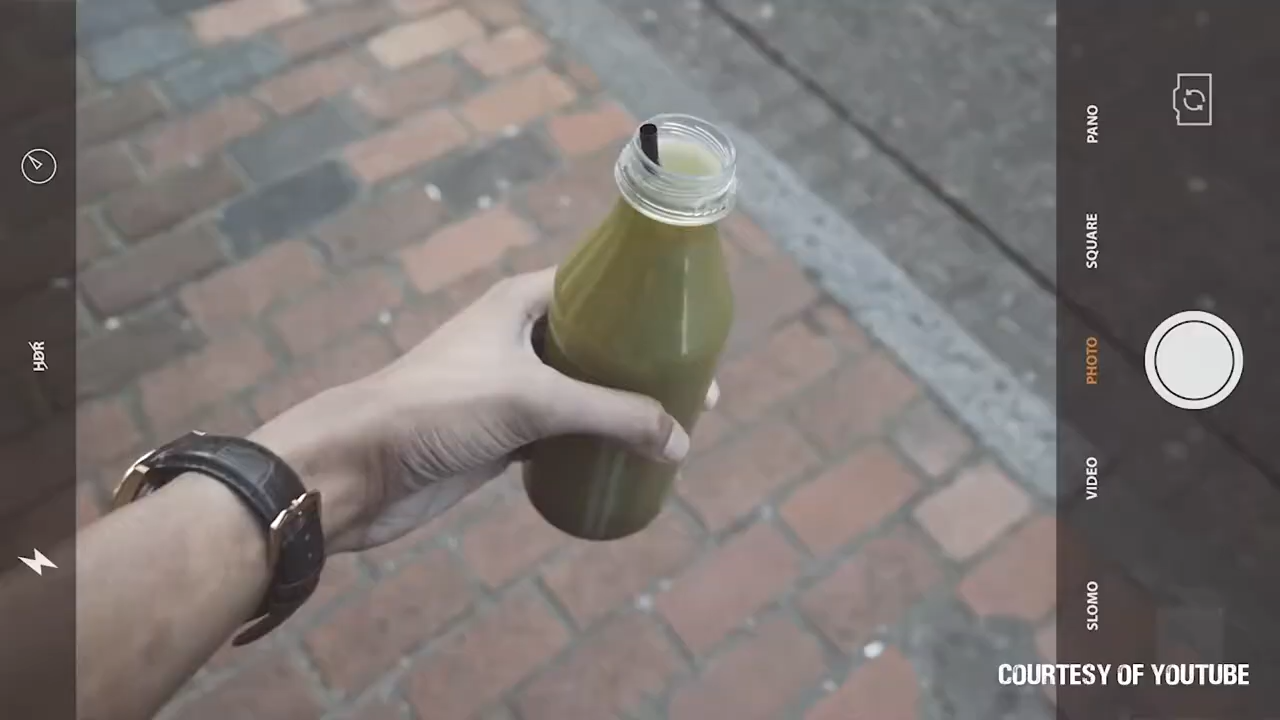 HDR
PANO
SQUARE
PHOTO
VIDEO
SLOMO
COURTESY OF YOUTUBE